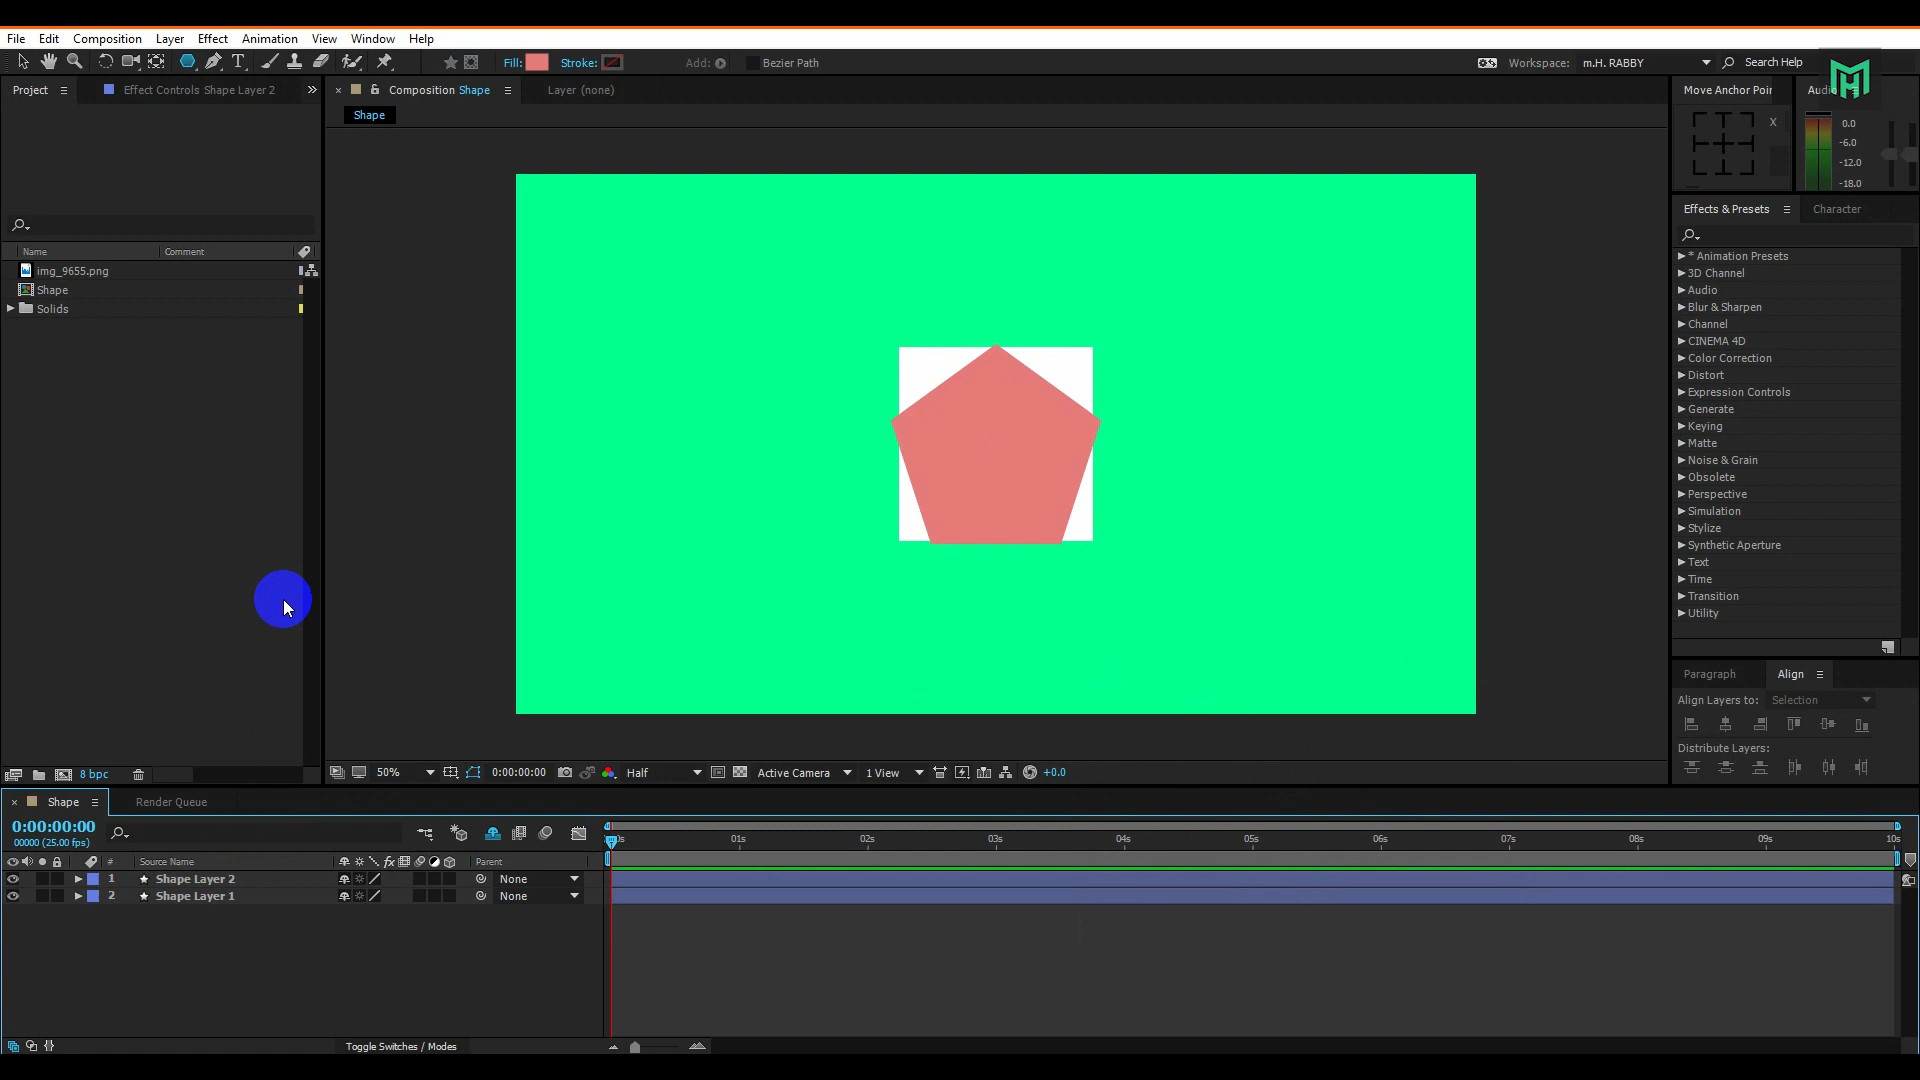 File Edit Composition Layer Effect Animation View Window Help
Fill: Stroke: Add: Bezier Path Workspace: m.H. RABBY Search Help
Project Effect Controls Shape Layer 2 Composition Shape Layer (none) Move Anchor Poin Audi
Shape
X 0.0
-6.0
-12.0
-18.0
Effects & Presets Character
Name Comment
img_9655.png
Shape
Solids
* Animation Presets
3D Channel
Audio
Blur & Sharpen
Channel
CINEMA 4D
Color Correction
Distort
Expression Controls
Generate
Keying
Matte
Noise & Grain
Obsolete
Perspective
Simulation
Stylize
Synthetic Aperture
Text
Time
Transition
Utility
Paragraph Align
Align Layers to: Selection
Distribute Layers:
8 bpc 50% 0:00:00:00 Half Active Camera 1 View +0.0
Shape Render Queue
0:00:00:00
00000 (25.00 fps)
0s 01s 02s 03s 04s 05s 06s 07s 08s 09s 10s
# Source Name fx Parent
1 Shape Layer 2 None
2 Shape Layer 1 None
Toggle Switches / Modes